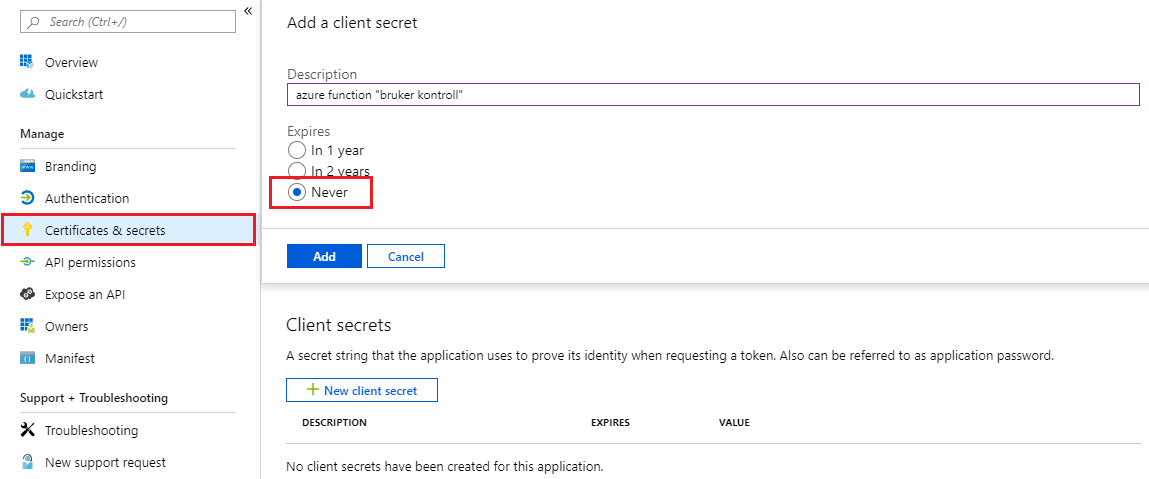 Search (Ctrl+/)
«
Overview
Quickstart
Manage
Branding
Authentication
Certificates & secrets
API permissions
Expose an API
Owners
Manifest
Support + Troubleshooting
Troubleshooting
New support request
Add a client secret
Description
azure function "bruker kontroll"
Expires
In 1 year
In 2 years
Never
Add Cancel
Client secrets
A secret string that the application uses to prove its identity when requesting a token. Also can be referred to as application password.
+ New client secret
DESCRIPTION EXPIRES VALUE
No client secrets have been created for this application.